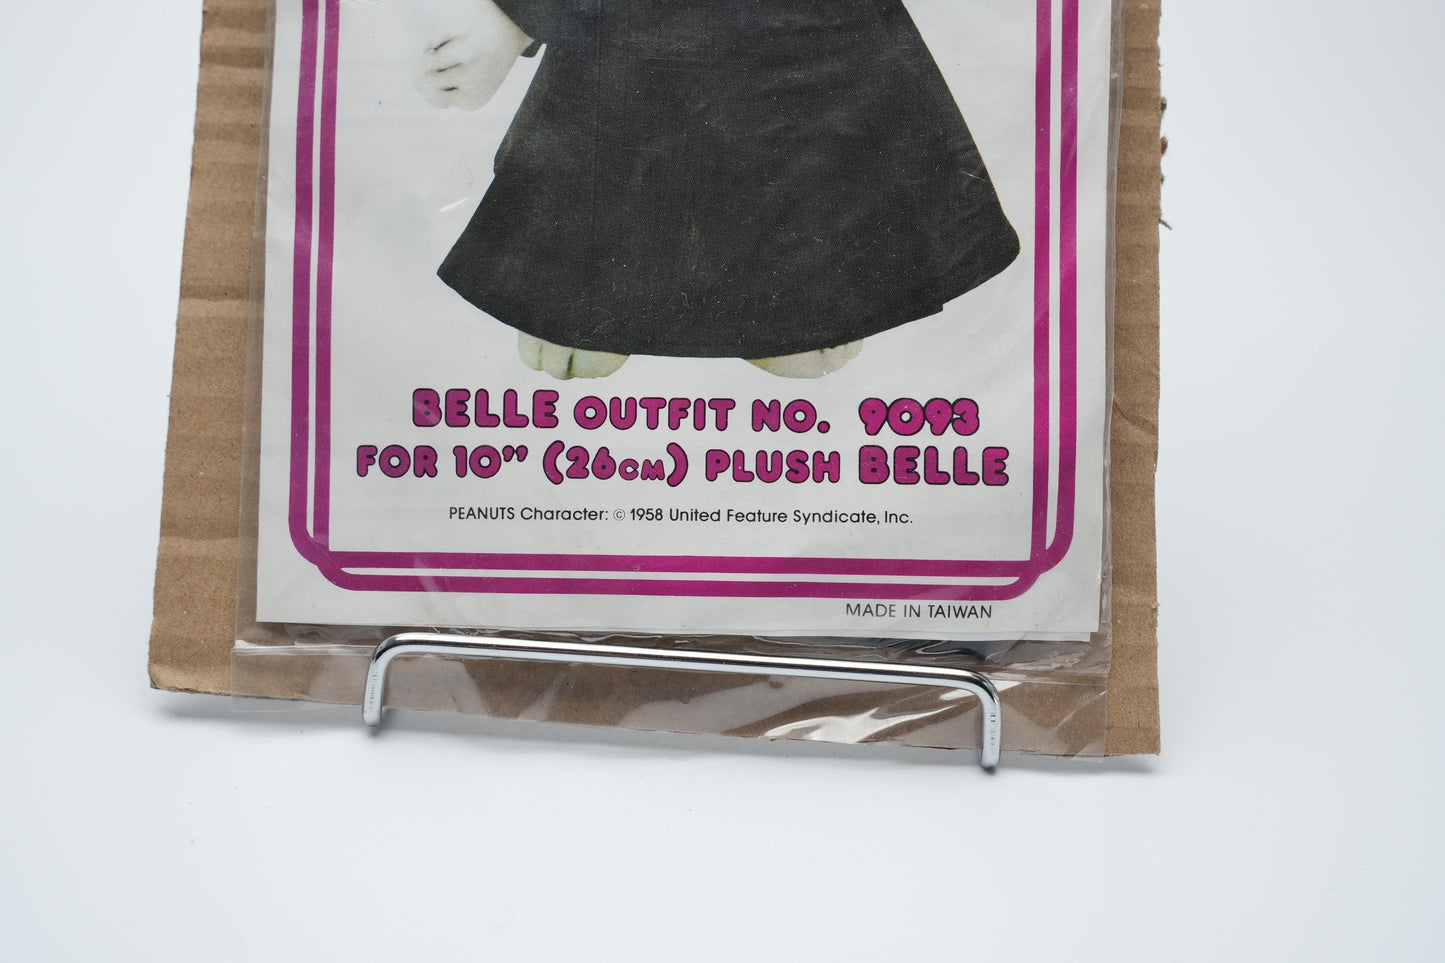 BELLE OUTFIT NO. 9093
FOR 10” (26CM) PLUSH BELLE
PEANUTS Character: © 1958 United Feature Syndicate, Inc.
MADE IN TAIWAN